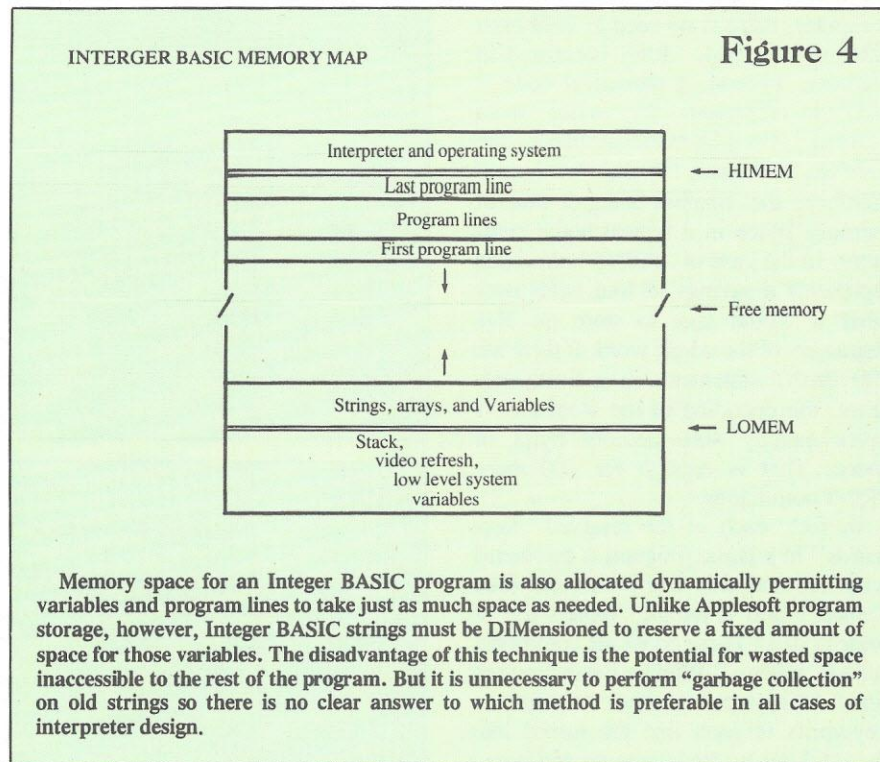 INTERGER BASIC MEMORY MAP
Figure 4
Interpreter and operating system
← HIMEM
Last program line
Program lines
First program line
← Free memory
Strings, arrays, and Variables
← LOMEM
Stack,
video refresh,
low level system
variables
Memory space for an Integer BASIC program is also allocated dynamically permitting
variables and program lines to take just as much space as needed. Unlike Applesoft program
storage, however, Integer BASIC strings must be DIMensioned to reserve a fixed amount of
space for those variables. The disadvantage of this technique is the potential for wasted space
inaccessible to the rest of the program. But it is unnecessary to perform “garbage collection”
on old strings so there is no clear answer to which method is preferable in all cases of
interpreter design.